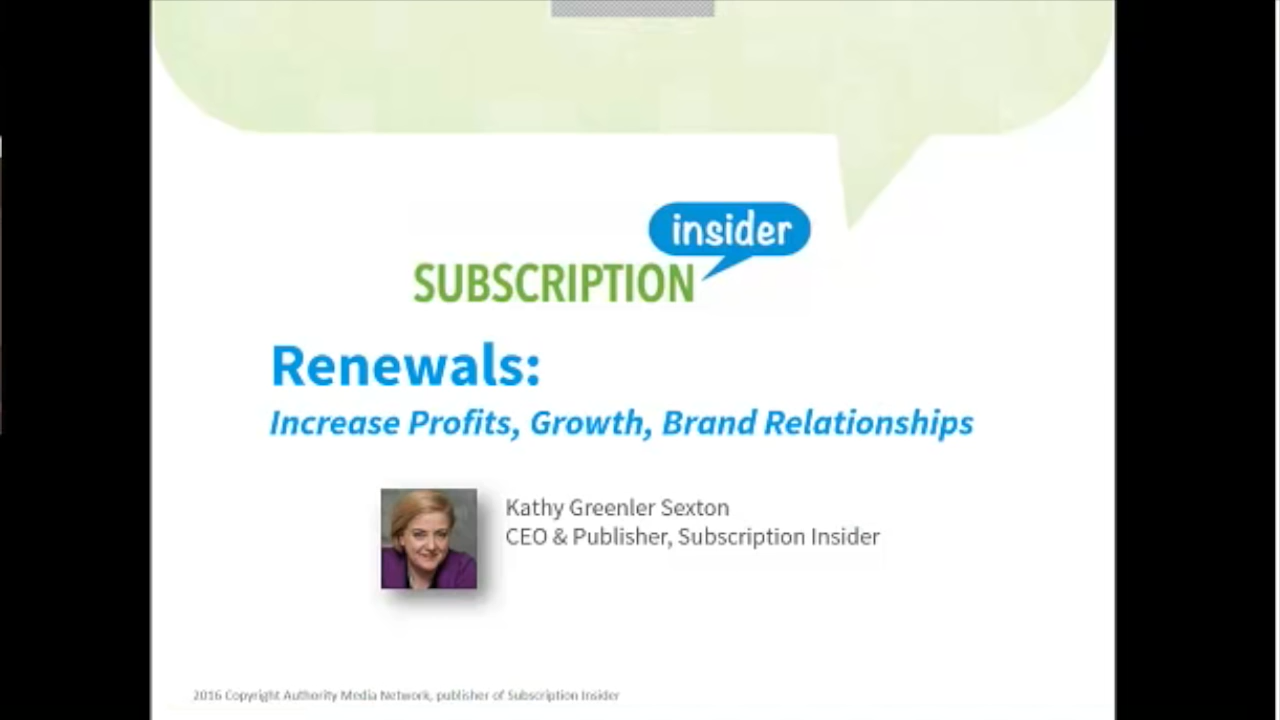 insider
SUBSCRIPTION
Renewals:
Increase Profits, Growth, Brand Relationships
Kathy Greenler Sexton
CEO & Publisher, Subscription Insider
2016 Copyright Authority Media Network, publisher of Subscription Insider